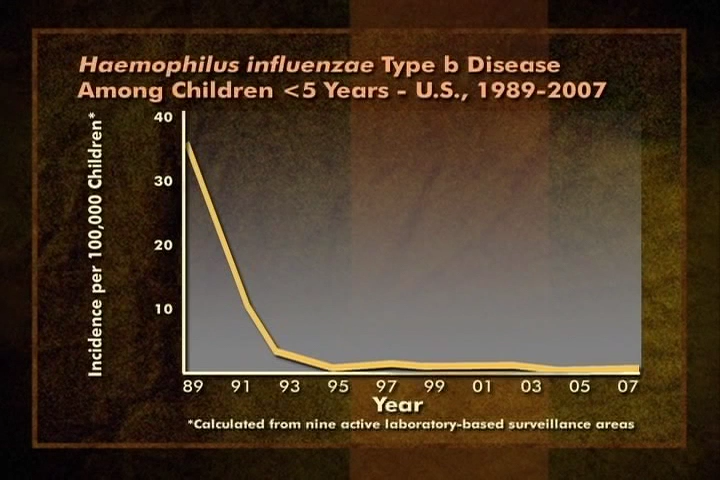 Haemophilus influenzae Type b Disease
Among Children <5 Years - U.S., 1989-2007
Incidence per 100,000 Children*
40
30
20
10
89 91 93 95 97 99 01 03 05 07
Year
*Calculated from nine active laboratory-based surveillance areas